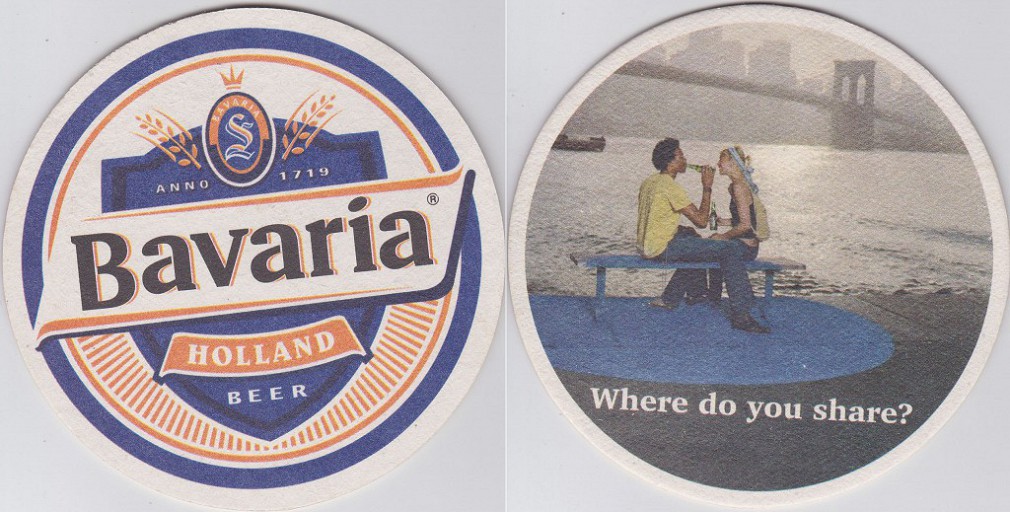 BAVARIA
S
ANNO 1719
Bavaria®
HOLLAND
BEER
Where do you share?